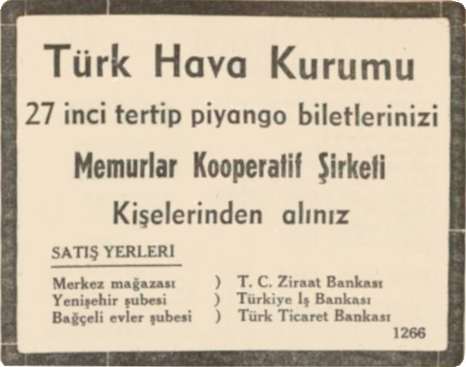 Türk Hava Kurumu
27 inci tertip piyango biletlerinizi
Memurlar Kooperatif Şirketi
Kişelerinden alınız
SATIŞ YERLERI
Merkez mağazası ) T. C. Ziraat Bankası
Yenişehir şubesi ) Türkiye Iş Bankası
Bağçeli evler şubesi ) Türk Ticaret Bankası
1266